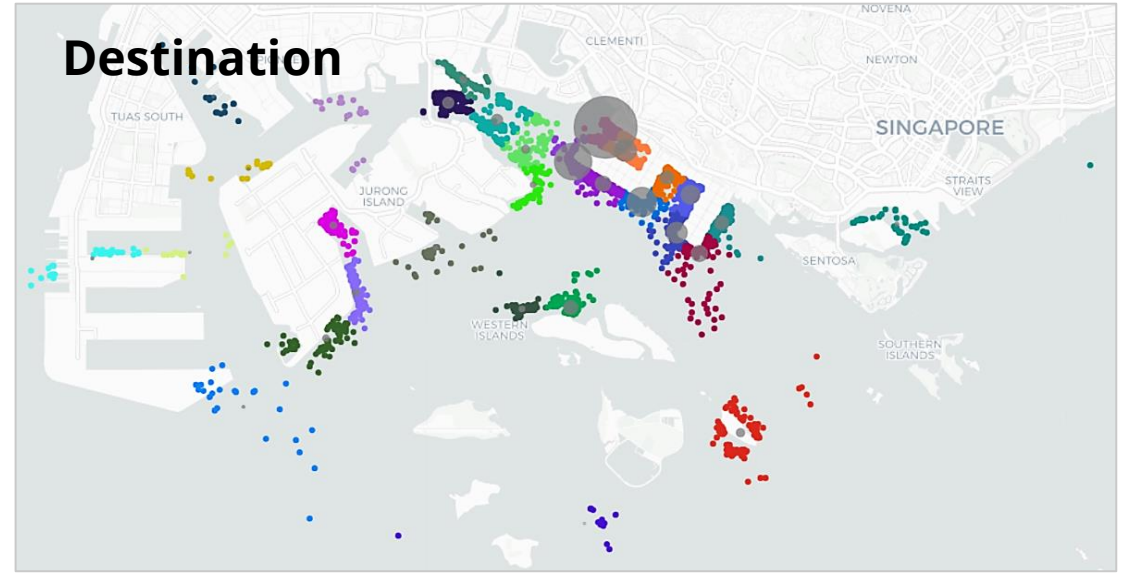 NOVENA
CLEMENTI
Destination
NEWTON
TUAS SOUTH
SINGAPORE
STRAITS
VIEW
JURONG
ISLAND
SENTOSA
WESTERN
ISLANDS
SOUTHERN
ISLANDS